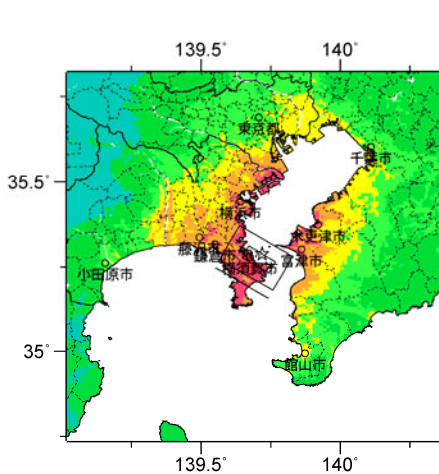 139.5°
140°
東京都
千葉市
35.5°
横浜市
木更津市
藤沢市
鎌倉市
横須賀市
富津市
小田原市
35°
館山市
139.5°
140°